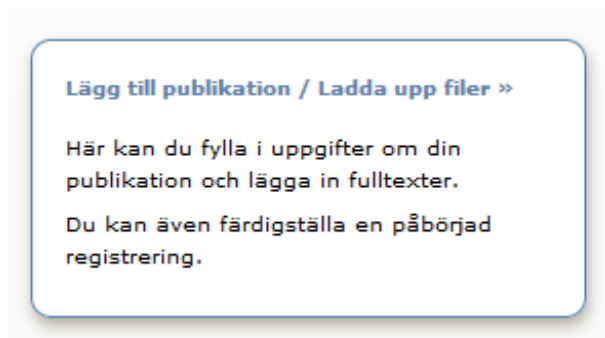 Lägg till publikation / Ladda upp filer »
Här kan du fylla i uppgifter om din
publikation och lägga in fulltexter.
Du kan även färdigställa en påbörjad
registrering.